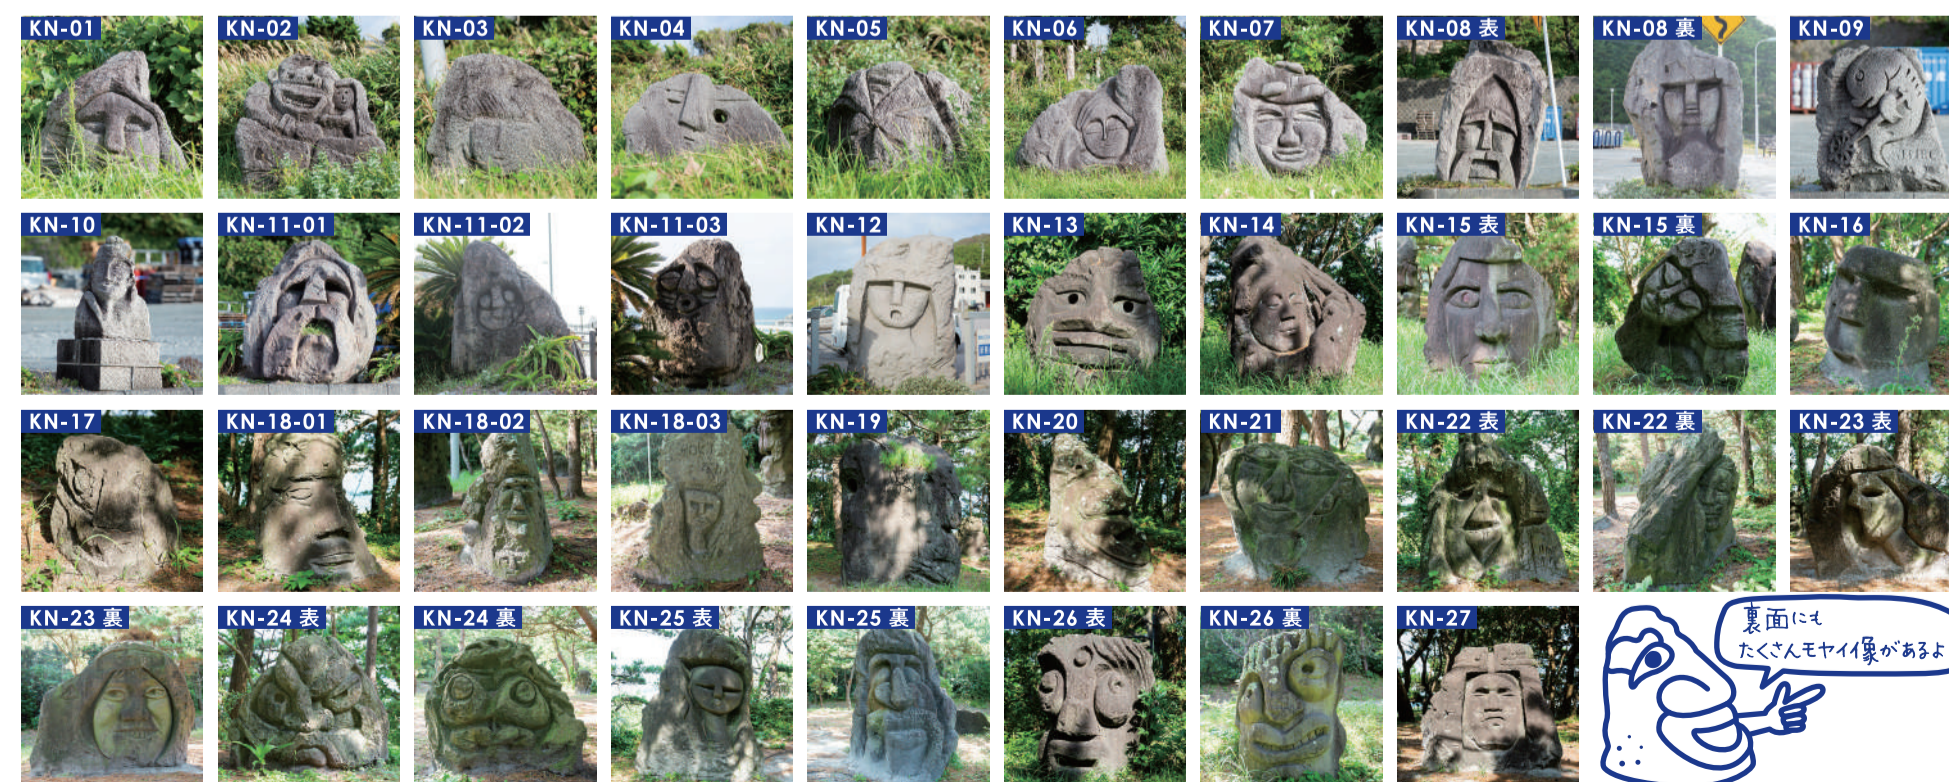 KN-01
KN-02
KN-03
KN-04
KN-05
KN-06
KN-07
KN-08 表
KN-08 裏
KN-09
KN-10
KN-11-01
KN-11-02
KN-11-03
KN-12
KN-13
KN-14
KN-15 表
KN-15 裏
KN-16
KN-17
KN-18-01
KN-18-02
KN-18-03
KN-19
KN-20
KN-21
KN-22 表
KN-22 裏
KN-23 表
KN-23 裏
KN-24 表
KN-24 裏
KN-25 表
KN-25 裏
KN-26 表
KN-26 裏
KN-27
裏面にも
たくさんモヤイ像があるよ